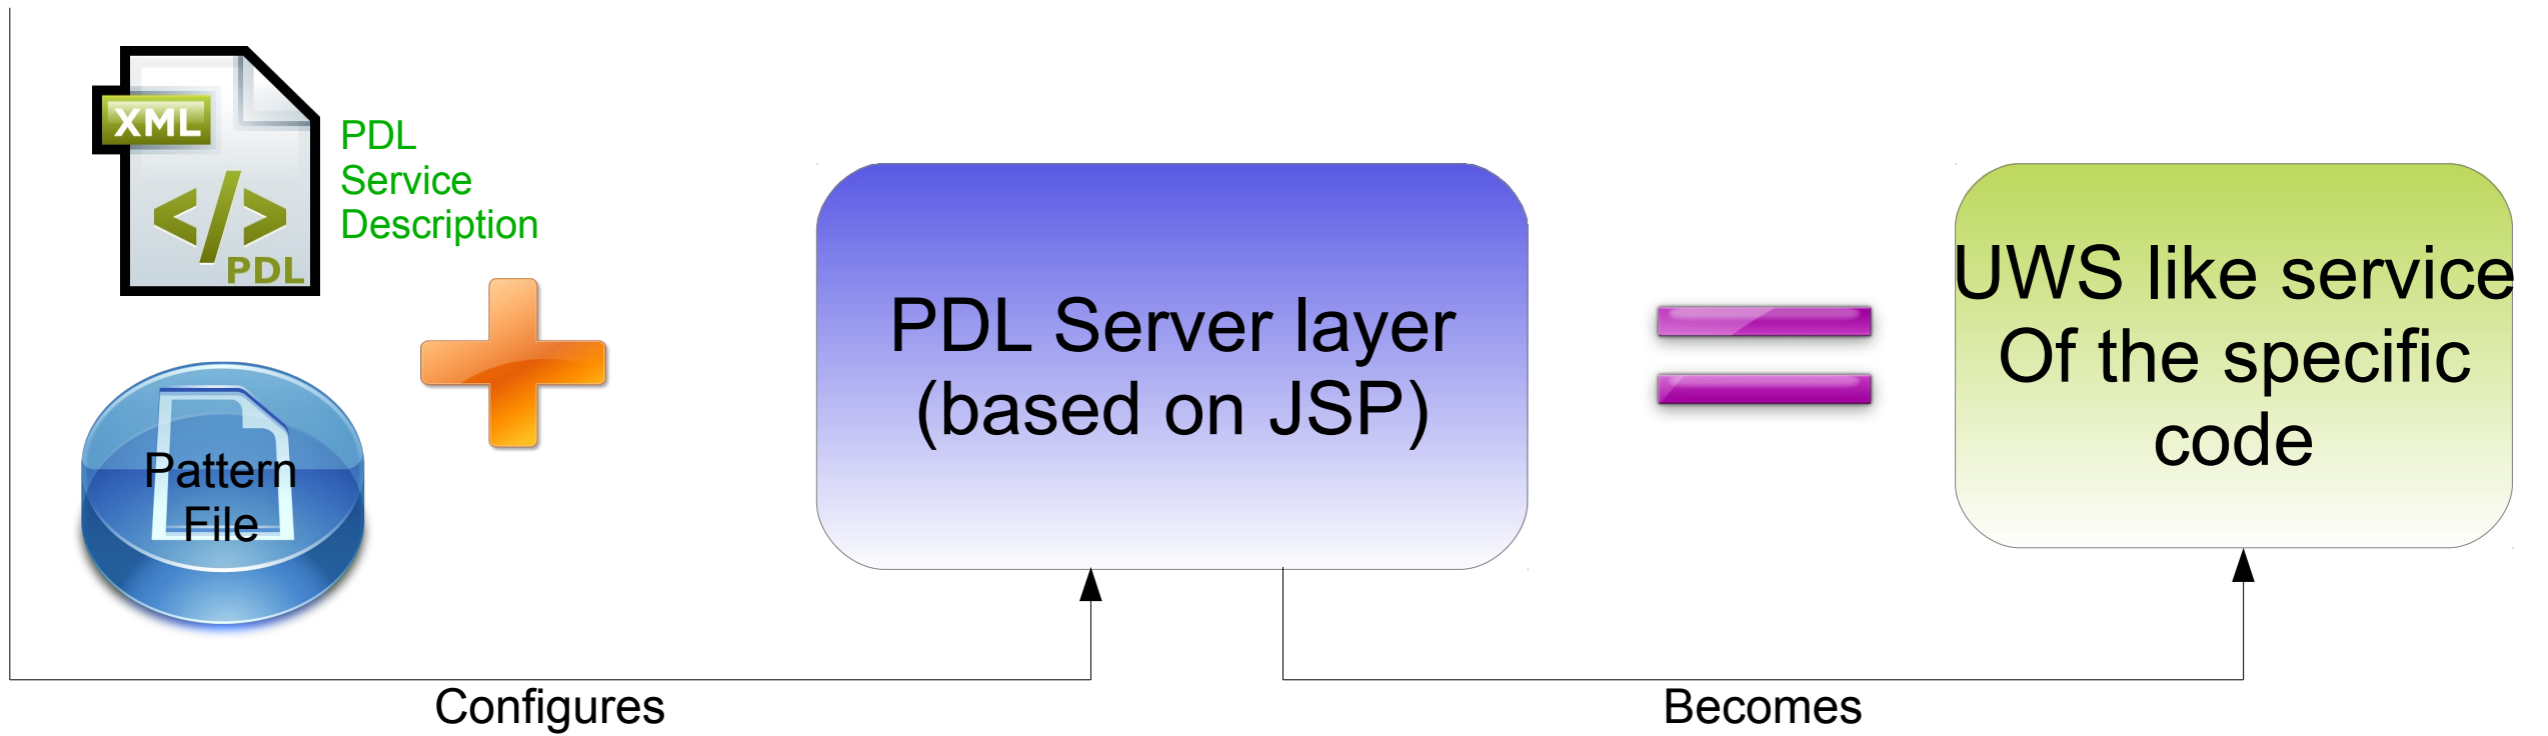 XML
</>
PDL
PDL
Service
Description
Pattern
File
PDL Server layer
(based on JSP)
UWS like service
Of the specific
code
Configures
Becomes